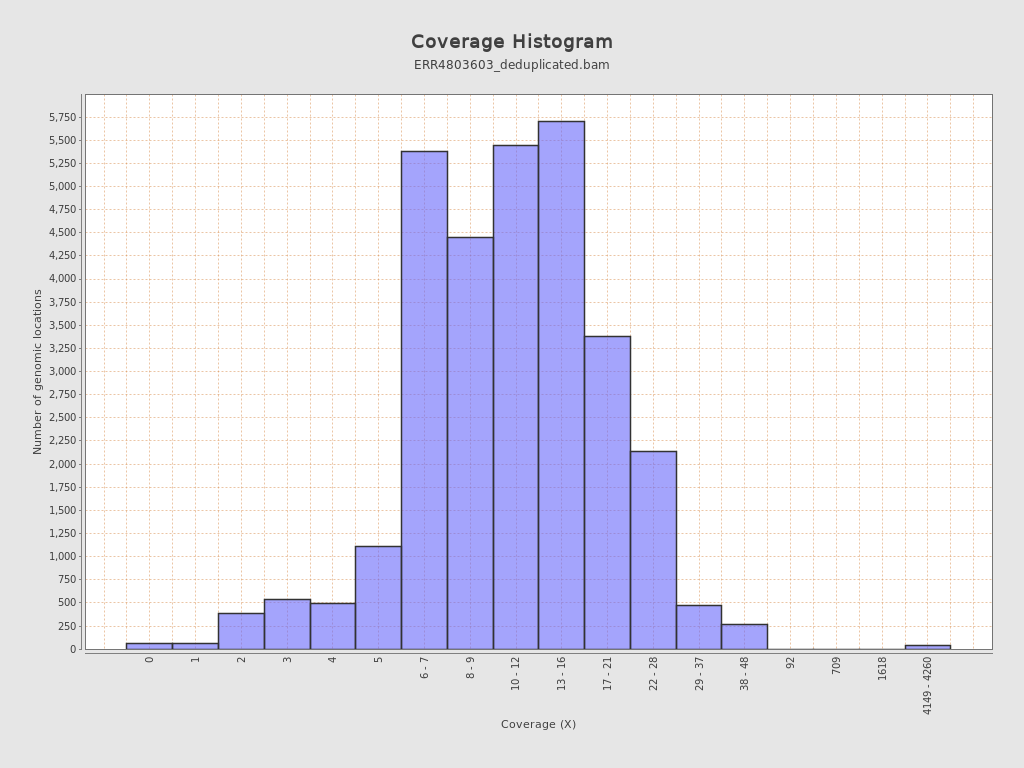 Coverage Histogram
ERR4803603_deduplicated.bam
Number of genomic locations
5,750
5,500
5,250
5,000
4,750
4,500
4,250
4,000
3,750
3,500
3,250
3,000
2,750
2,500
2,250
2,000
1,750
1,500
1,250
1,000
750
500
250
0
0
1
2
3
4
5
6 - 7
8 - 9
10 - 12
13 - 16
17 - 21
22 - 28
29 - 37
38 - 48
92
709
1618
4149 - 4260
Coverage (X)